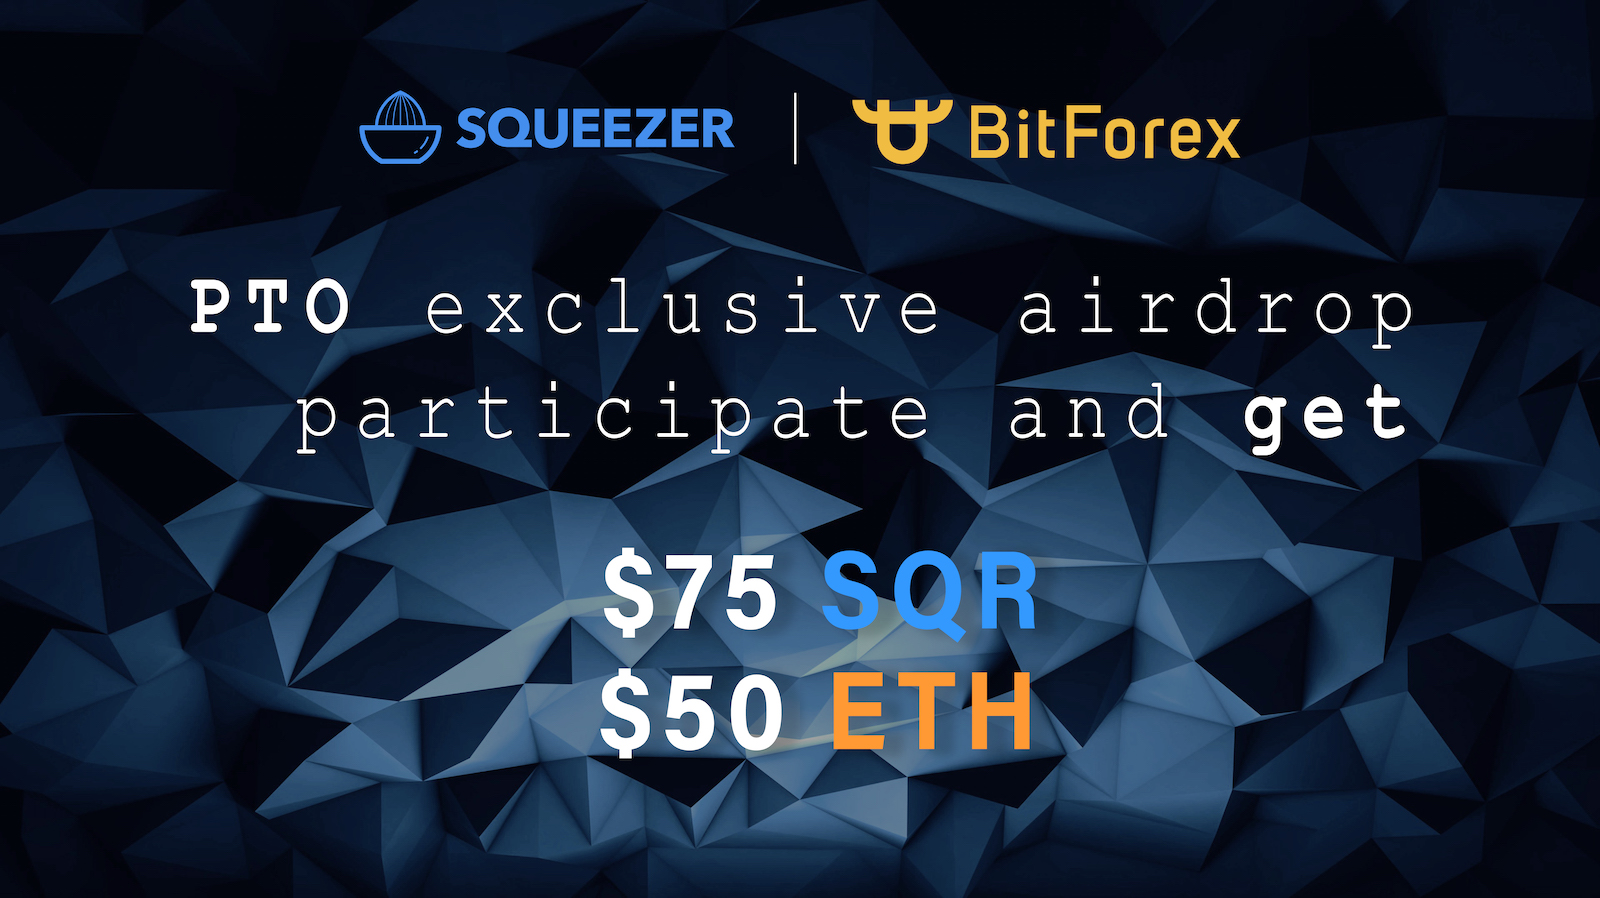 SQUEEZER | BitForex
PTO exclusive airdrop
participate and get
$75 SQR
$50 ETH